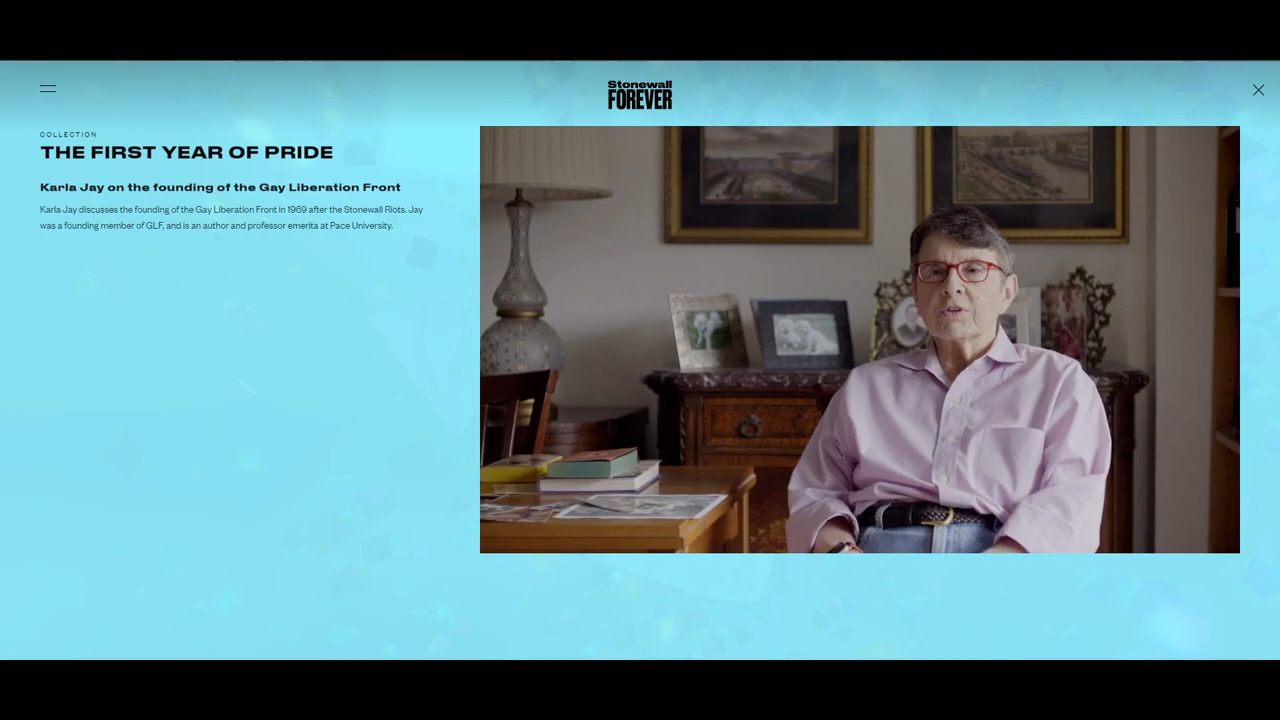 Stonewall
FOREVER
COLLECTION
THE FIRST YEAR OF PRIDE
Karla Jay on the founding of the Gay Liberation Front
Karla Jay discusses the founding of the Gay Liberation Front in 1969 after the Stonewall Riots. Jay
was a founding member of GLF, and is an author and professor emerita at Pace University.